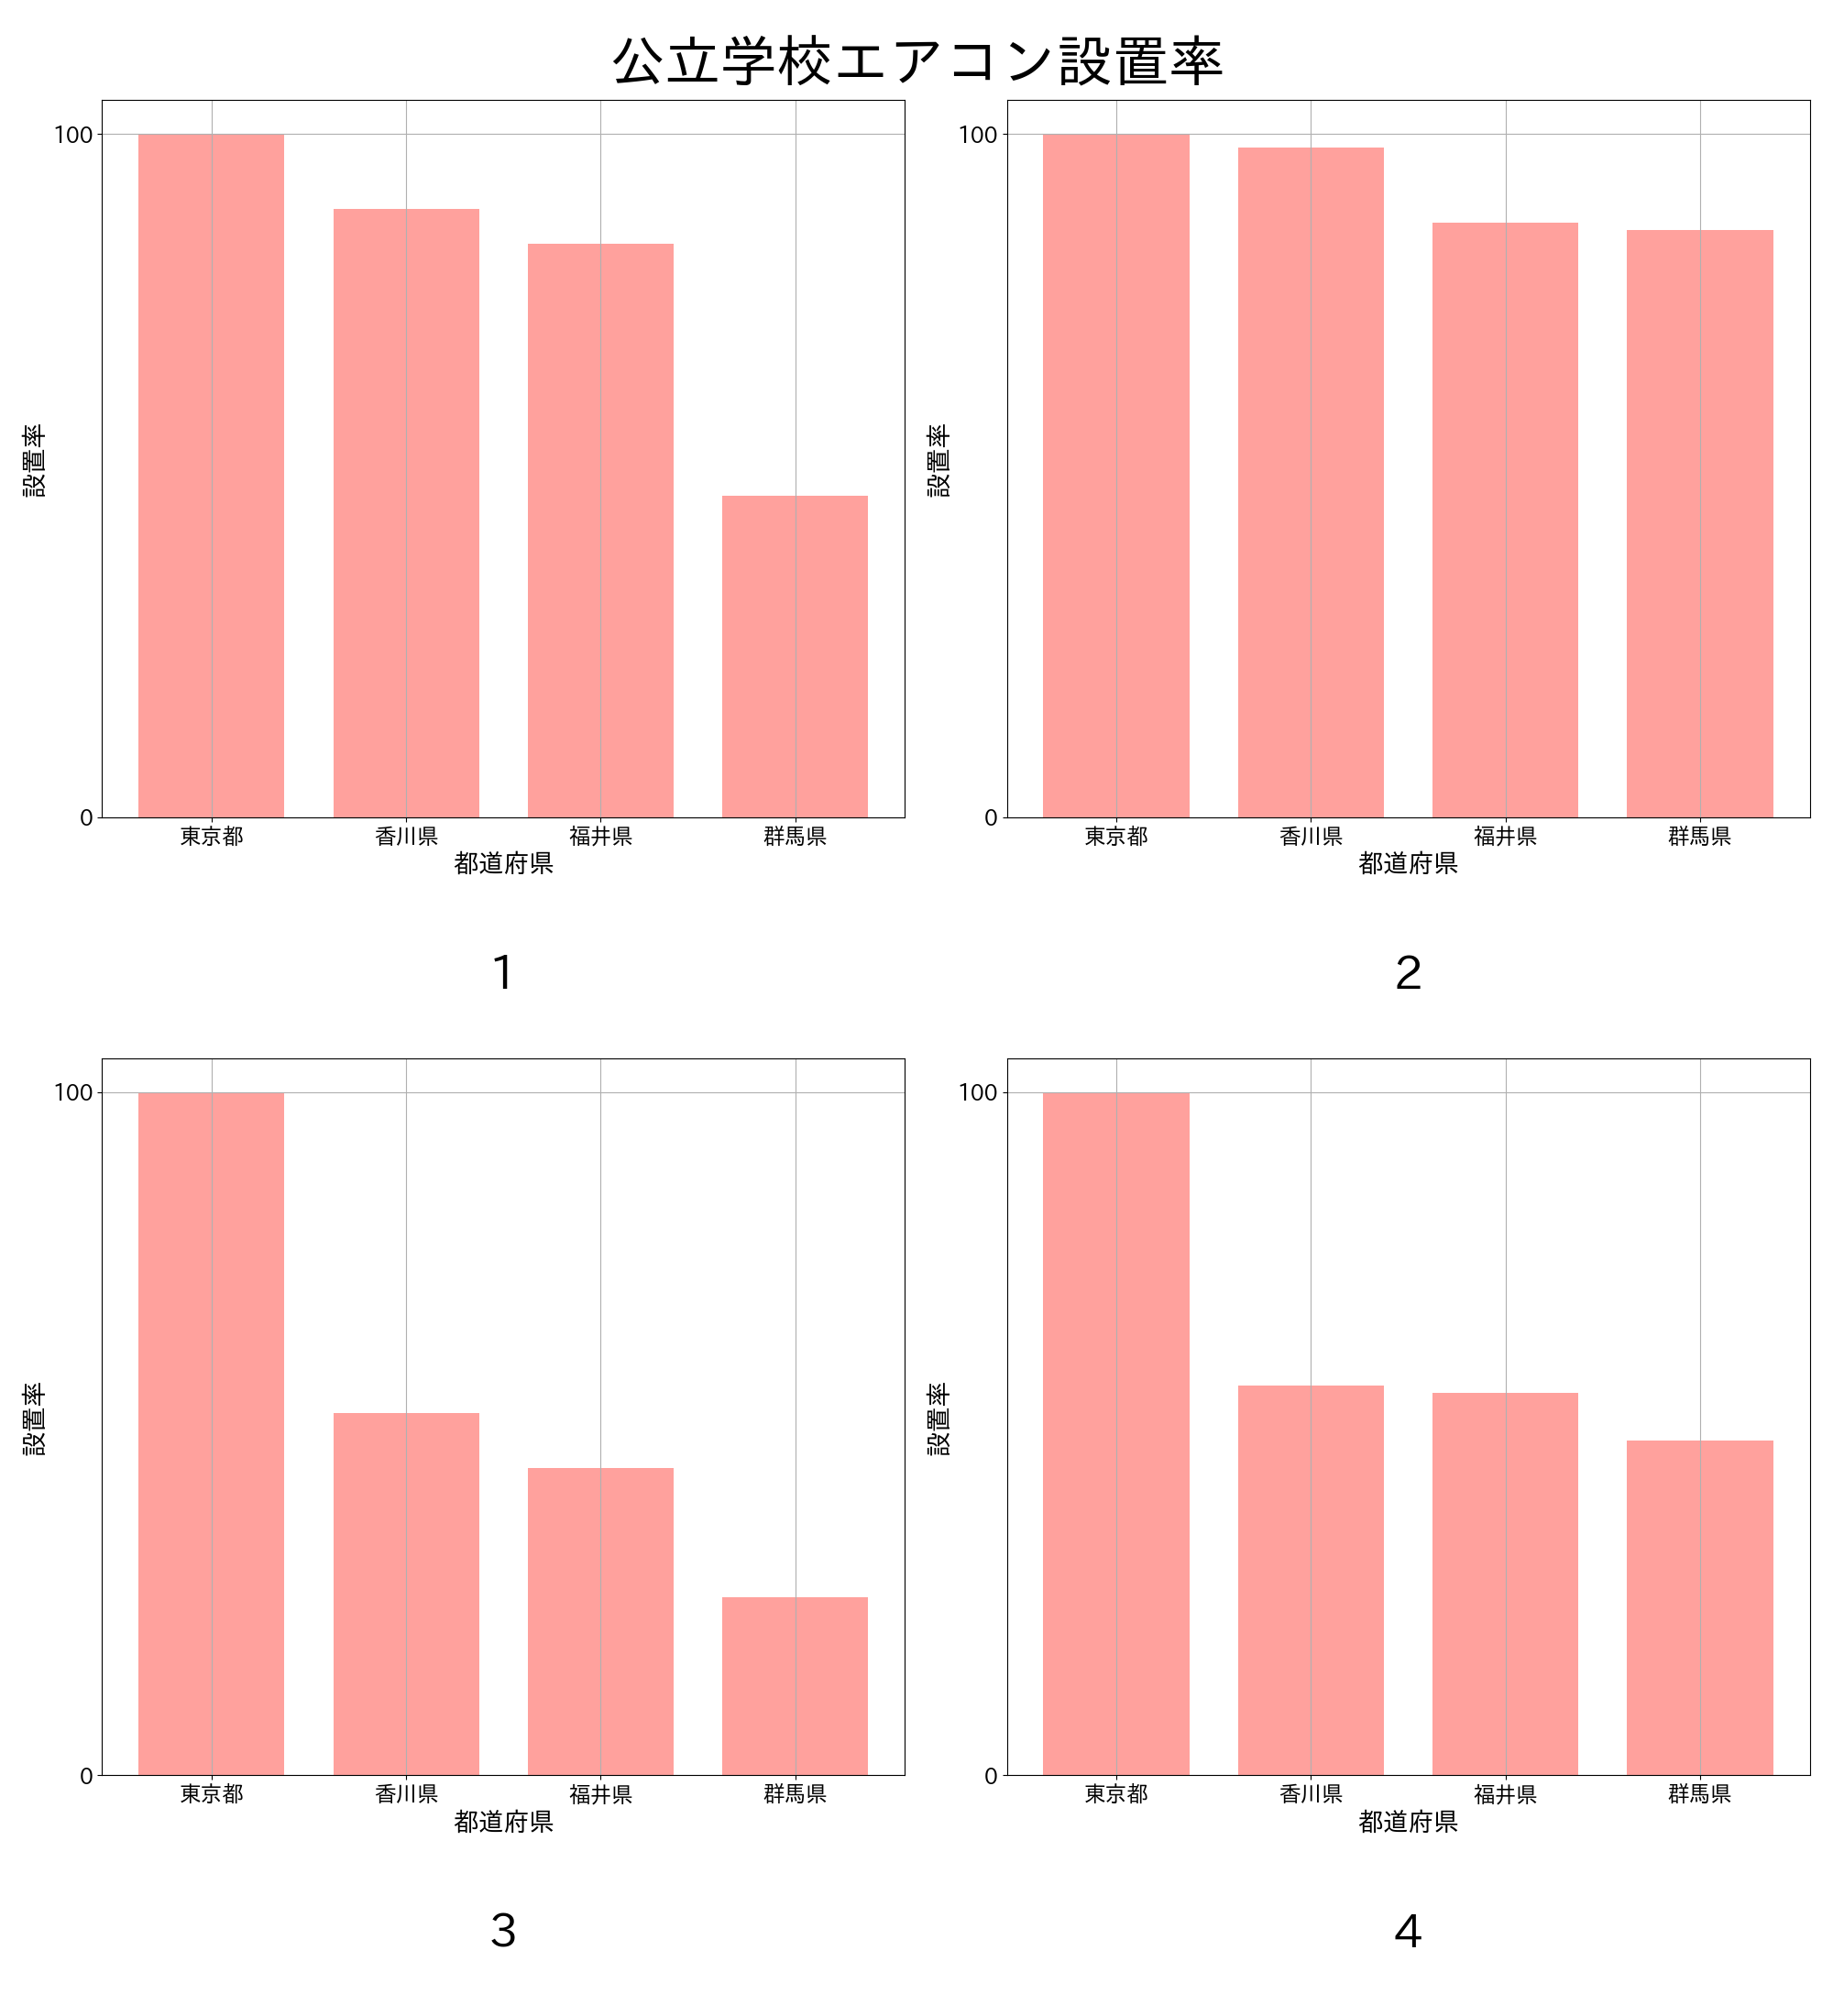 公立学校エアコン設置率
100
0
設置率
東京都 香川県 福井県 群馬県
都道府県
1
100
0
設置率
東京都 香川県 福井県 群馬県
都道府県
2
100
0
設置率
東京都 香川県 福井県 群馬県
都道府県
3
100
0
設置率
東京都 香川県 福井県 群馬県
都道府県
4